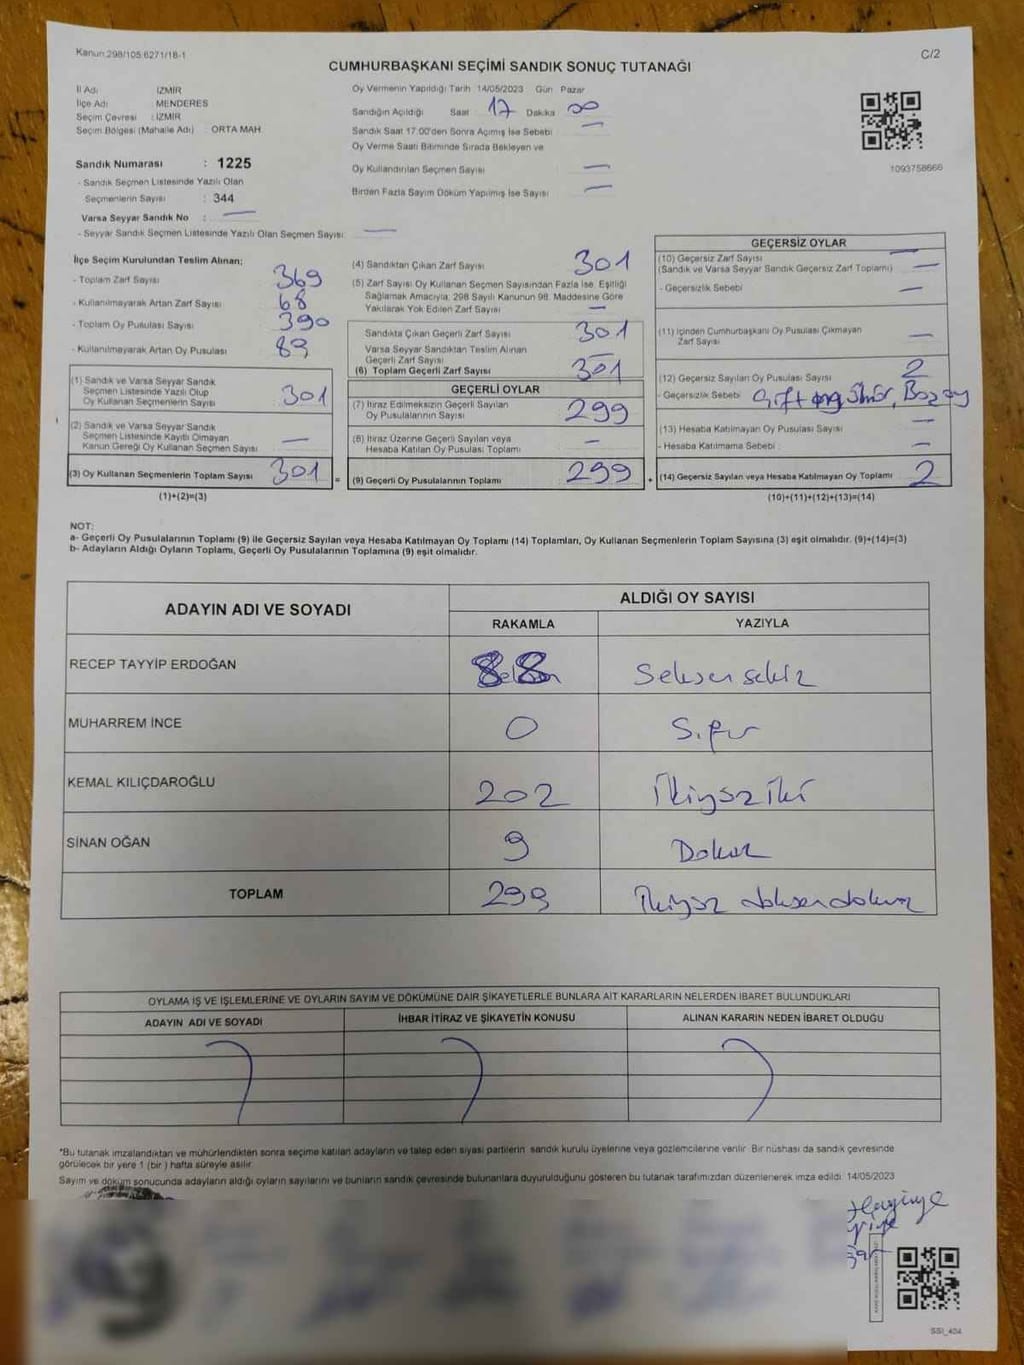 Kanun:298/105 6271/18-1
C/2
CUMHURBAŞKANI SEÇİMİ SANDIK SONUÇ TUTANAĞI
İl Adı : İZMİR
İlçe Adı : MENDERES
Seçim Çevresi : İZMİR
Seçim Bölgesi (Mahalle Adı) : ORTA MAH.
Sandık Numarası : 1225
- Sandık Seçmen Listesinde Yazılı Olan
Seçmenlerin Sayısı : 344
Varsa Seyyar Sandık No : —
- Seyyar Sandık Seçmen Listesinde Yazılı Olan Seçmen Sayısı: —
Oy Vermenin Yapıldığı Tarih 14/05/2023 Gün Pazar
Sandığın Açıldığı Saat 17 Dakika 00
Sandık Saat 17.00'den Sonra Açılmış İse Sebebi —
Oy Verme Saati Bitiminde Sırada Bekleyen ve
Oy Kullandırılan Seçmen Sayısı —
Birden Fazla Sayım Döküm Yapılmış İse Sayısı —
1093758666
İlçe Seçim Kurulundan Teslim Alınan;
- Toplam Zarf Sayısı : 369
- Kullanılmayarak Artan Zarf Sayısı : 68
- Toplam Oy Pusulası Sayısı : 390
- Kullanılmayarak Artan Oy Pusulası : 89
(1) Sandık ve Varsa Seyyar Sandık
Seçmen Listesinde Yazılı Olup
Oy Kullanan Seçmenlerin Sayısı 301
(2) Sandık ve Varsa Seyyar Sandık
Seçmen Listesinde Kayıtlı Olmayan
Kanun Gereği Oy Kullanan Seçmen Sayısı —
(3) Oy Kullanan Seçmenlerin Toplam Sayısı 301 =
(1)+(2)=(3)
(4) Sandıktan Çıkan Zarf Sayısı 301
(5) Zarf Sayısı Oy Kullanan Seçmen Sayısından Fazla İse, Eşitliği
Sağlamak Amacıyla, 298 Sayılı Kanunun 98. Maddesine Göre
Yakılarak Yok Edilen Zarf Sayısı —
Sandıkta Çıkan Geçerli Zarf Sayısı 301
Varsa Seyyar Sandıktan Teslim Alınan
Geçerli Zarf Sayısı —
(6) Toplam Geçerli Zarf Sayısı 301
GEÇERLİ OYLAR
(7) İtiraz Edilmeksizin Geçerli Sayılan
Oy Pusulalarının Sayısı 299
(8) İtiraz Üzerine Geçerli Sayılan veya
Hesaba Katılan Oy Pusulası Toplamı —
(9) Geçerli Oy Pusulalarının Toplamı 299 +
GEÇERSİZ OYLAR
(10) Geçersiz Zarf Sayısı —
(Sandık ve Varsa Seyyar Sandık Geçersiz Zarf Toplamı) —
- Geçersizlik Sebebi —
(11) İçinden Cumhurbaşkanı Oy Pusulası Çıkmayan
Zarf Sayısı —
(12) Geçersiz Sayılan Oy Pusulası Sayısı 2
- Geçersizlik Sebebi Çift mühür, Boş oy
(13) Hesaba Katılmayan Oy Pusulası Sayısı —
- Hesaba Katılmama Sebebi —
(14) Geçersiz Sayılan veya Hesaba Katılmayan Oy Toplamı 2
(10)+(11)+(12)+(13)=(14)
NOT:
a- Geçerli Oy Pusulalarının Toplamı (9) ile Geçersiz Sayılan veya Hesaba Katılmayan Oy Toplamı (14) Toplamları, Oy Kullanan Seçmenlerin Toplam Sayısına (3) eşit olmalıdır. (9)+(14)=(3)
b- Adayların Aldığı Oyların Toplamı, Geçerli Oy Pusulalarının Toplamına (9) eşit olmalıdır.
ADAYIN ADI VE SOYADI
ALDIĞI OY SAYISI
RAKAMLA YAZIYLA
RECEP TAYYİP ERDOĞAN 88 Seksen sekiz
MUHARREM İNCE 0 Sıfır
KEMAL KILIÇDAROĞLU 202 İkiyüz iki
SİNAN OĞAN 9 Dokuz
TOPLAM 299 İkiyüz doksan dokuz
OYLAMA İŞ VE İŞLEMLERİNE VE OYLARIN SAYIM VE DÖKÜMÜNE DAİR ŞİKAYETLERLE BUNLARA AİT KARARLARIN NELERDEN İBARET BULUNDUKLARI
ADAYIN ADI VE SOYADI İHBAR İTİRAZ VE ŞİKAYETİN KONUSU ALINAN KARARIN NEDEN İBARET OLDUĞU
*Bu tutanak imzalandıktan ve mühürlendikten sonra seçime katılan adayların ve talep eden siyasi partilerin sandık kurulu üyelerine veya gözlemcilerine verilir. Bir nüshası da sandık çevresinde
görülecek bir yere 1 (bir) hafta süreyle asılır.
Sayım ve döküm sonucunda adayların aldığı oyların sayılarını ve bunların sandık çevresinde bulunanlara duyurulduğunu gösteren bu tutanak tarafımızdan düzenlenerek imza edildi. 14/05/2023
SSI_404